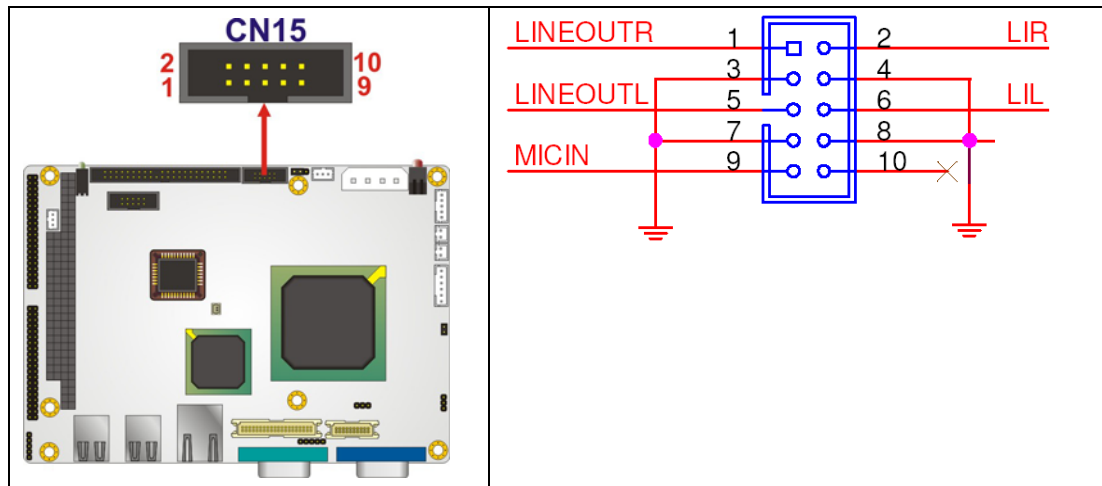 CN15
2 10
1 9
LINEOUTR 1 2 LIR
3 4
LINEOUTL 5 6 LIL
7 8
MICIN 9 10